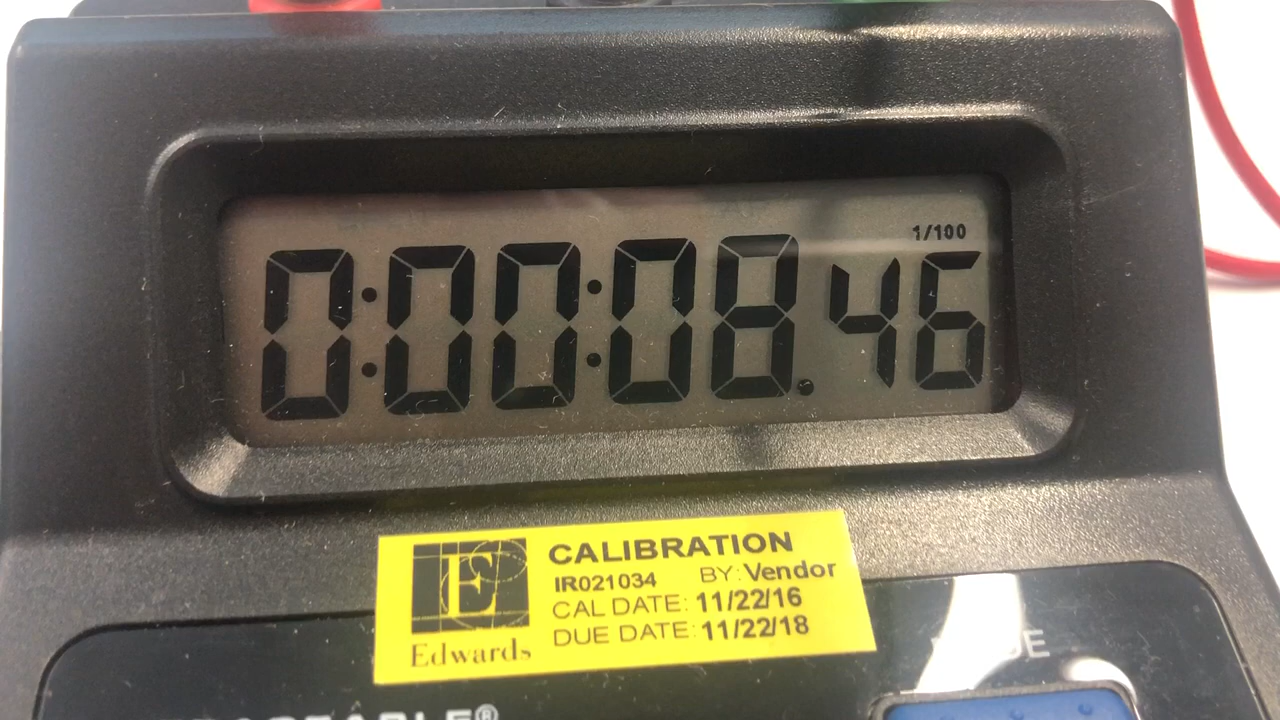 1/100
0:00:08.46
E
CALIBRATION
IR021034 BY: Vendor
CAL DATE: 11/22/16
DUE DATE: 11/22/18
Edwards